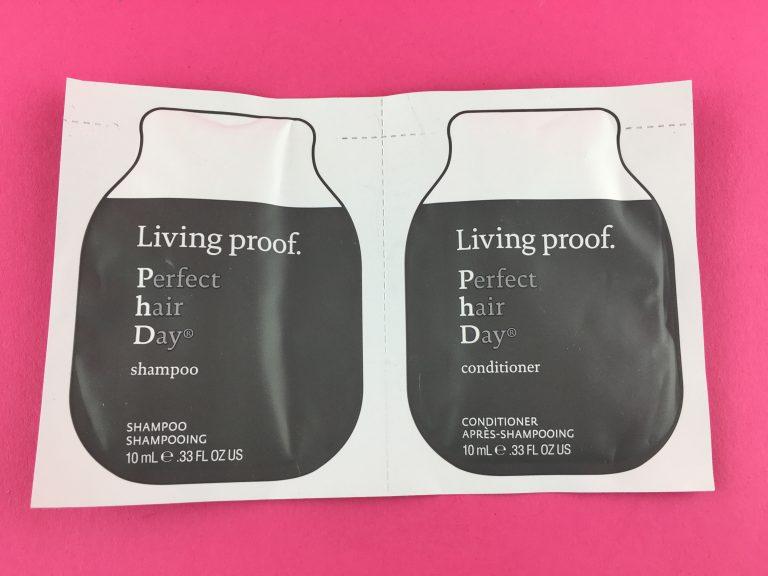 Living proof.
Perfect
hair
Day®
shampoo
SHAMPOO
SHAMPOOING
10 mL ℮ .33 FL OZ US
Living proof.
Perfect
hair
Day®
conditioner
CONDITIONER
APRÈS-SHAMPOOING
10 mL ℮ .33 FL OZ US